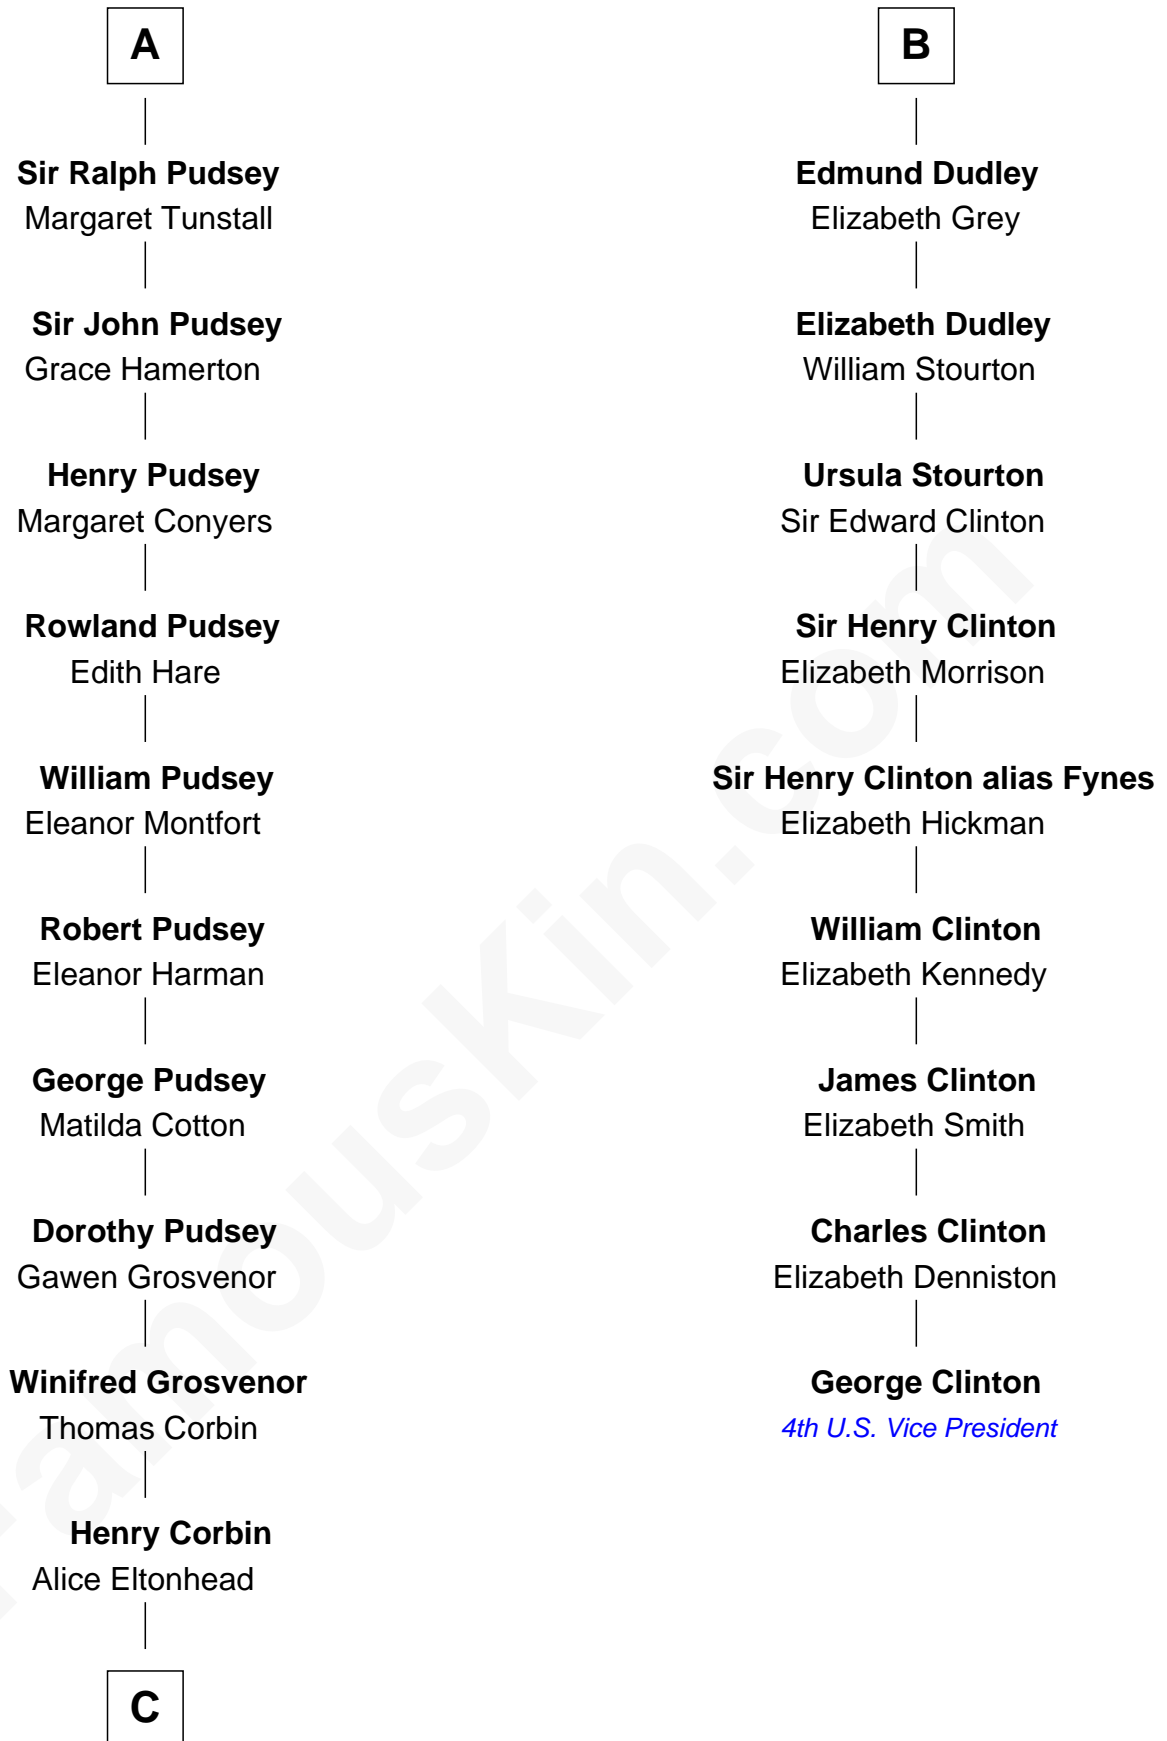 A
Sir Ralph Pudsey
Margaret Tunstall
Sir John Pudsey
Grace Hamerton
Henry Pudsey
Margaret Conyers
Rowland Pudsey
Edith Hare
William Pudsey
Eleanor Montfort
Robert Pudsey
Eleanor Harman
George Pudsey
Matilda Cotton
Dorothy Pudsey
Gawen Grosvenor
Winifred Grosvenor
Thomas Corbin
Henry Corbin
Alice Eltonhead
C
B
Edmund Dudley
Elizabeth Grey
Elizabeth Dudley
William Stourton
Ursula Stourton
Sir Edward Clinton
Sir Henry Clinton
Elizabeth Morrison
Sir Henry Clinton alias Fynes
Elizabeth Hickman
William Clinton
Elizabeth Kennedy
James Clinton
Elizabeth Smith
Charles Clinton
Elizabeth Denniston
George Clinton
4th U.S. Vice President
FamousKin.com